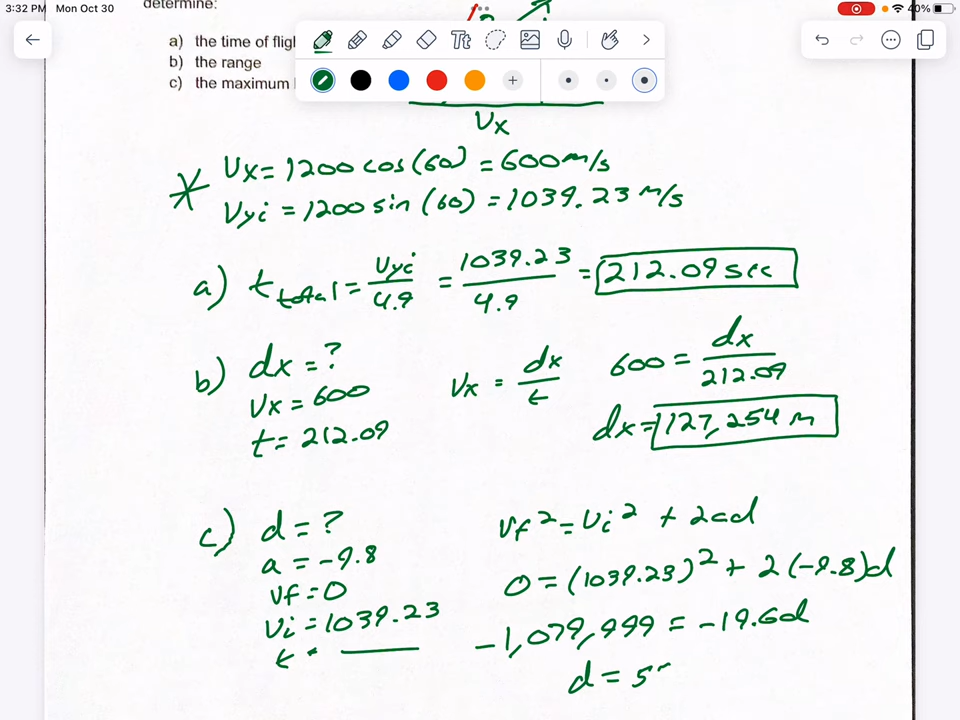 3:32 PM Mon Oct 30
40%
determine:
a) the time of fligh
b) the range
c) the maximum
Tt
Vx
* Vx = 1200 cos(60) = 600 m/s
Vyi = 1200 sin (60) = 1039.23 m/s
a) t total = Vyi/4.9 = 1039.23/4.9 = 212.09 sec
b) dx = ?
Vx = 600
t = 212.09
Vx = dx/t
600 = dx/212.09
dx = 127,254 m
c) d = ?
a = -9.8
Vf = 0
Vi = 1039.23
t =
Vf² = Vi² + 2ad
0 = (1039.23)² + 2(-9.8)d
-1,079,999 = -19.6d
d = 5